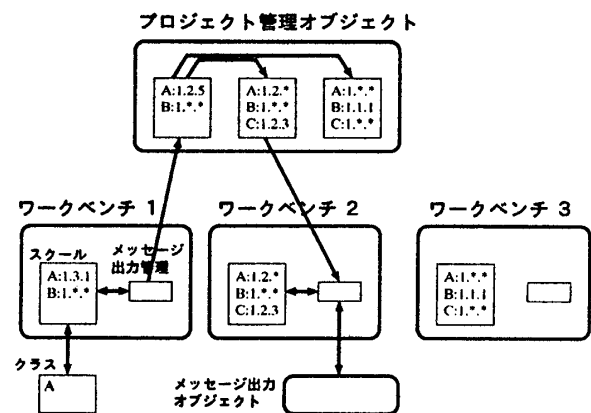 プロジェクト管理オブジェクト
A:1.2.5
B:1.*.*
A:1.2.*
B:1.*.*
C:1.2.3
A:1.*.*
B:1.1.1
C:1.*.*
ワークベンチ 1
ワークベンチ 2
ワークベンチ 3
スクール
メッセージ
出力管理
A:1.3.1
B:1.*.*
A:1.2.*
B:1.*.*
C:1.2.3
A:1.*.*
B:1.1.1
C:1.*.*
クラス
A
メッセージ出力
オブジェクト